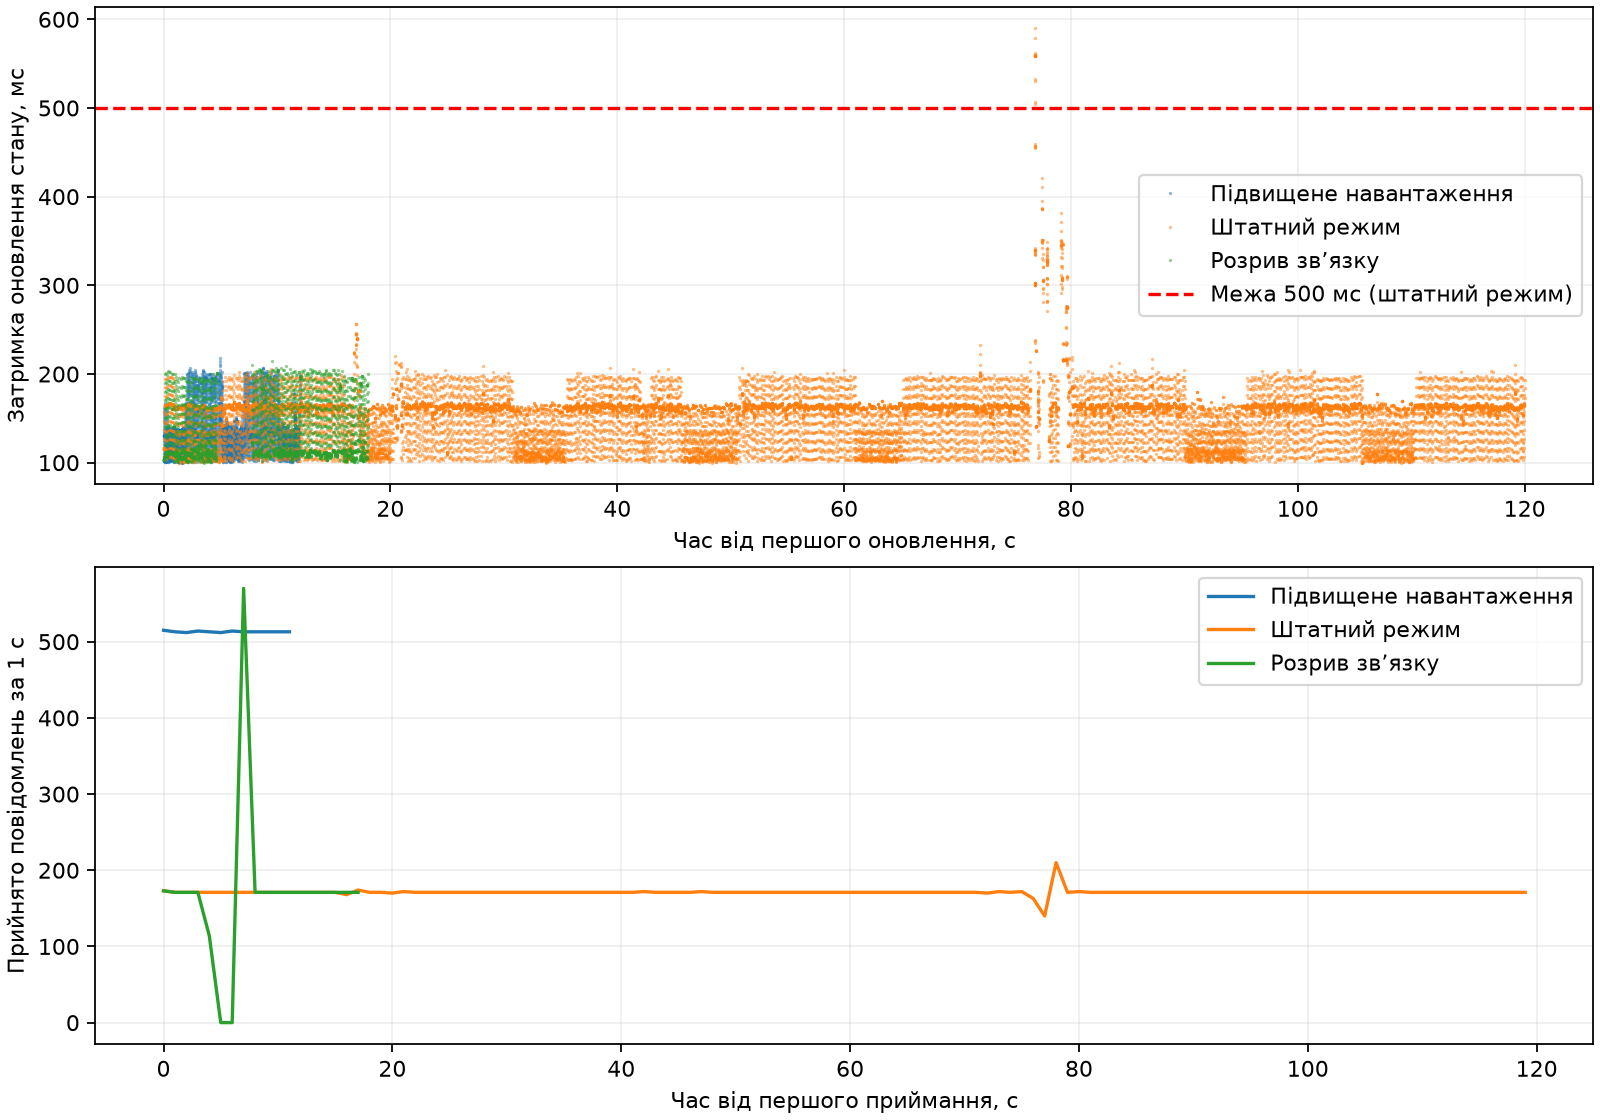 Затримка оновлення стану, мс
600
500
400
300
200
100
Підвищене навантаження
Штатний режим
Розрив зв’язку
Межа 500 мс (штатний режим)
0 20 40 60 80 100 120
Час від першого оновлення, с
Прийнято повідомлень за 1 с
500
400
300
200
100
0
Підвищене навантаження
Штатний режим
Розрив зв’язку
0 20 40 60 80 100 120
Час від першого приймання, с